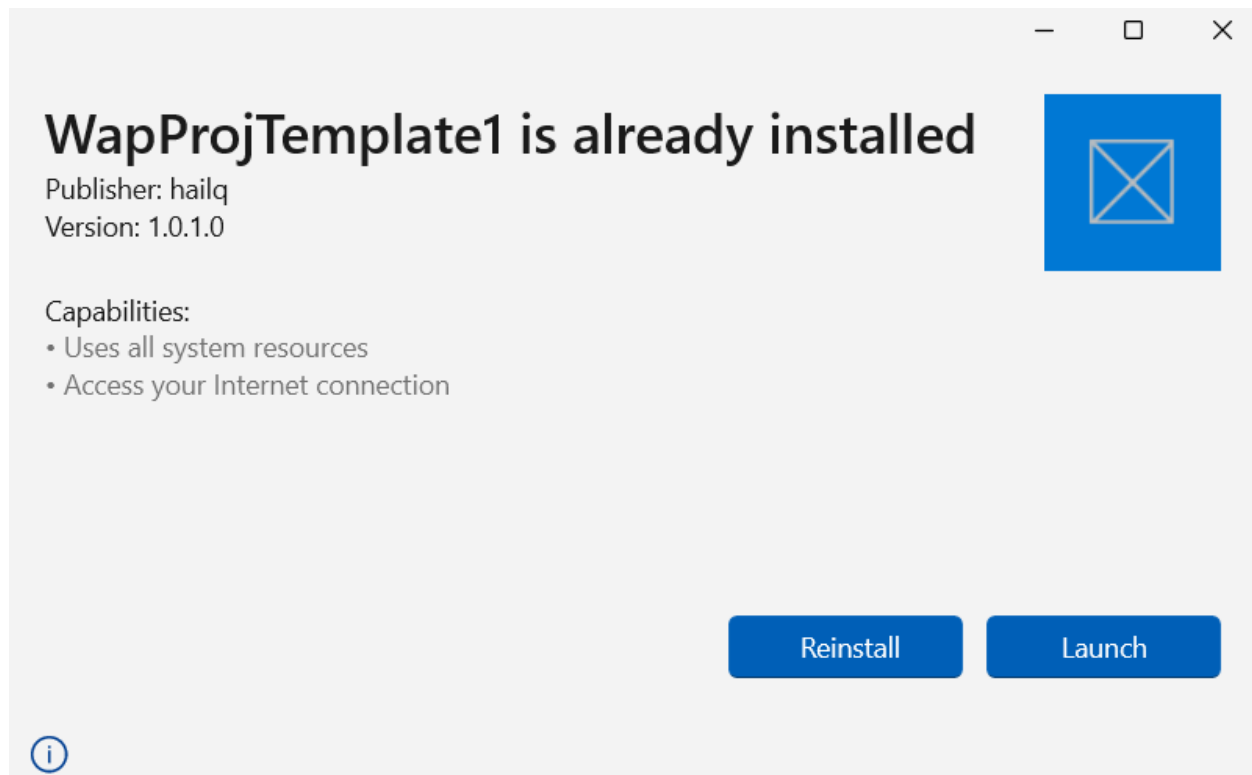 WapProjTemplate1 is already installed
Publisher: hailq
Version: 1.0.1.0
Capabilities:
• Uses all system resources
• Access your Internet connection
Reinstall
Launch